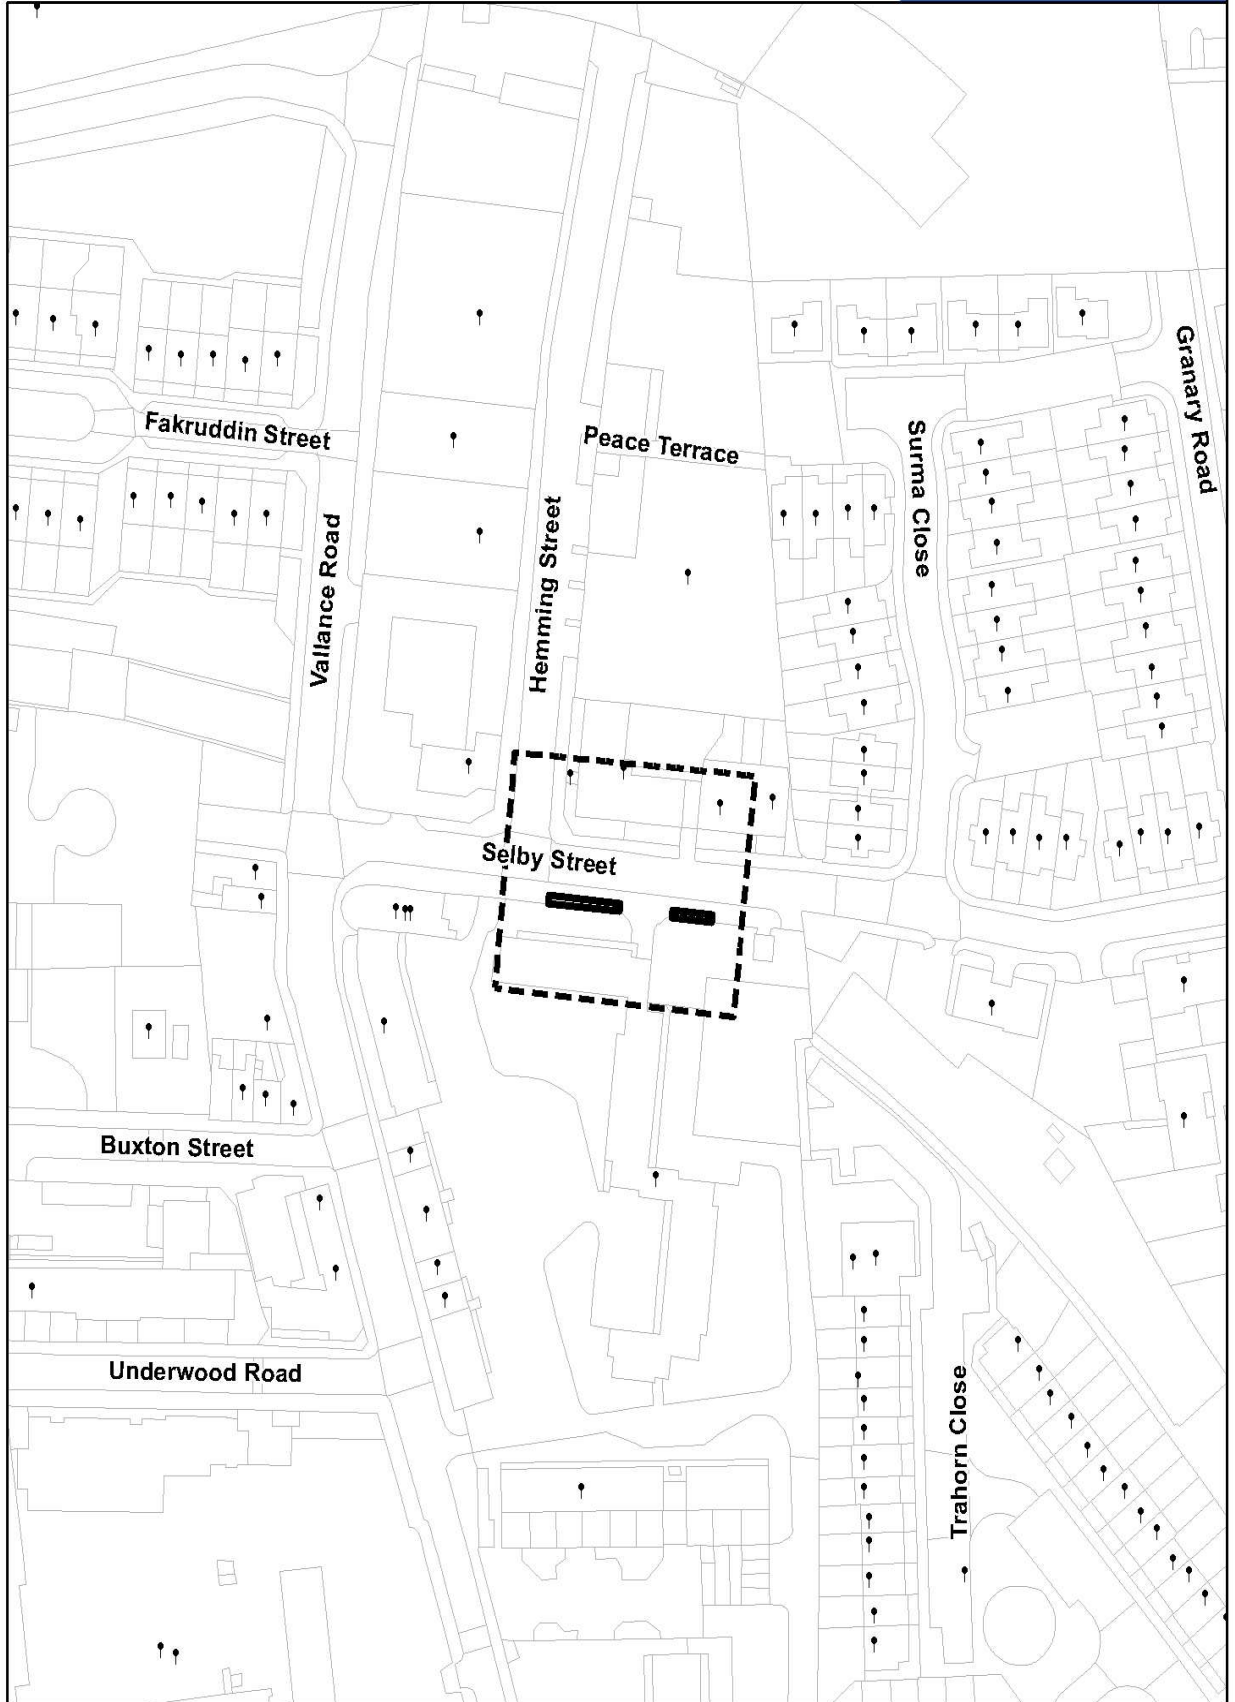 Granary Road
Fakruddin Street
Peace Terrace
Surma Close
Vallance Road
Hemming Street
Selby Street
Buxton Street
Underwood Road
Trahorn Close